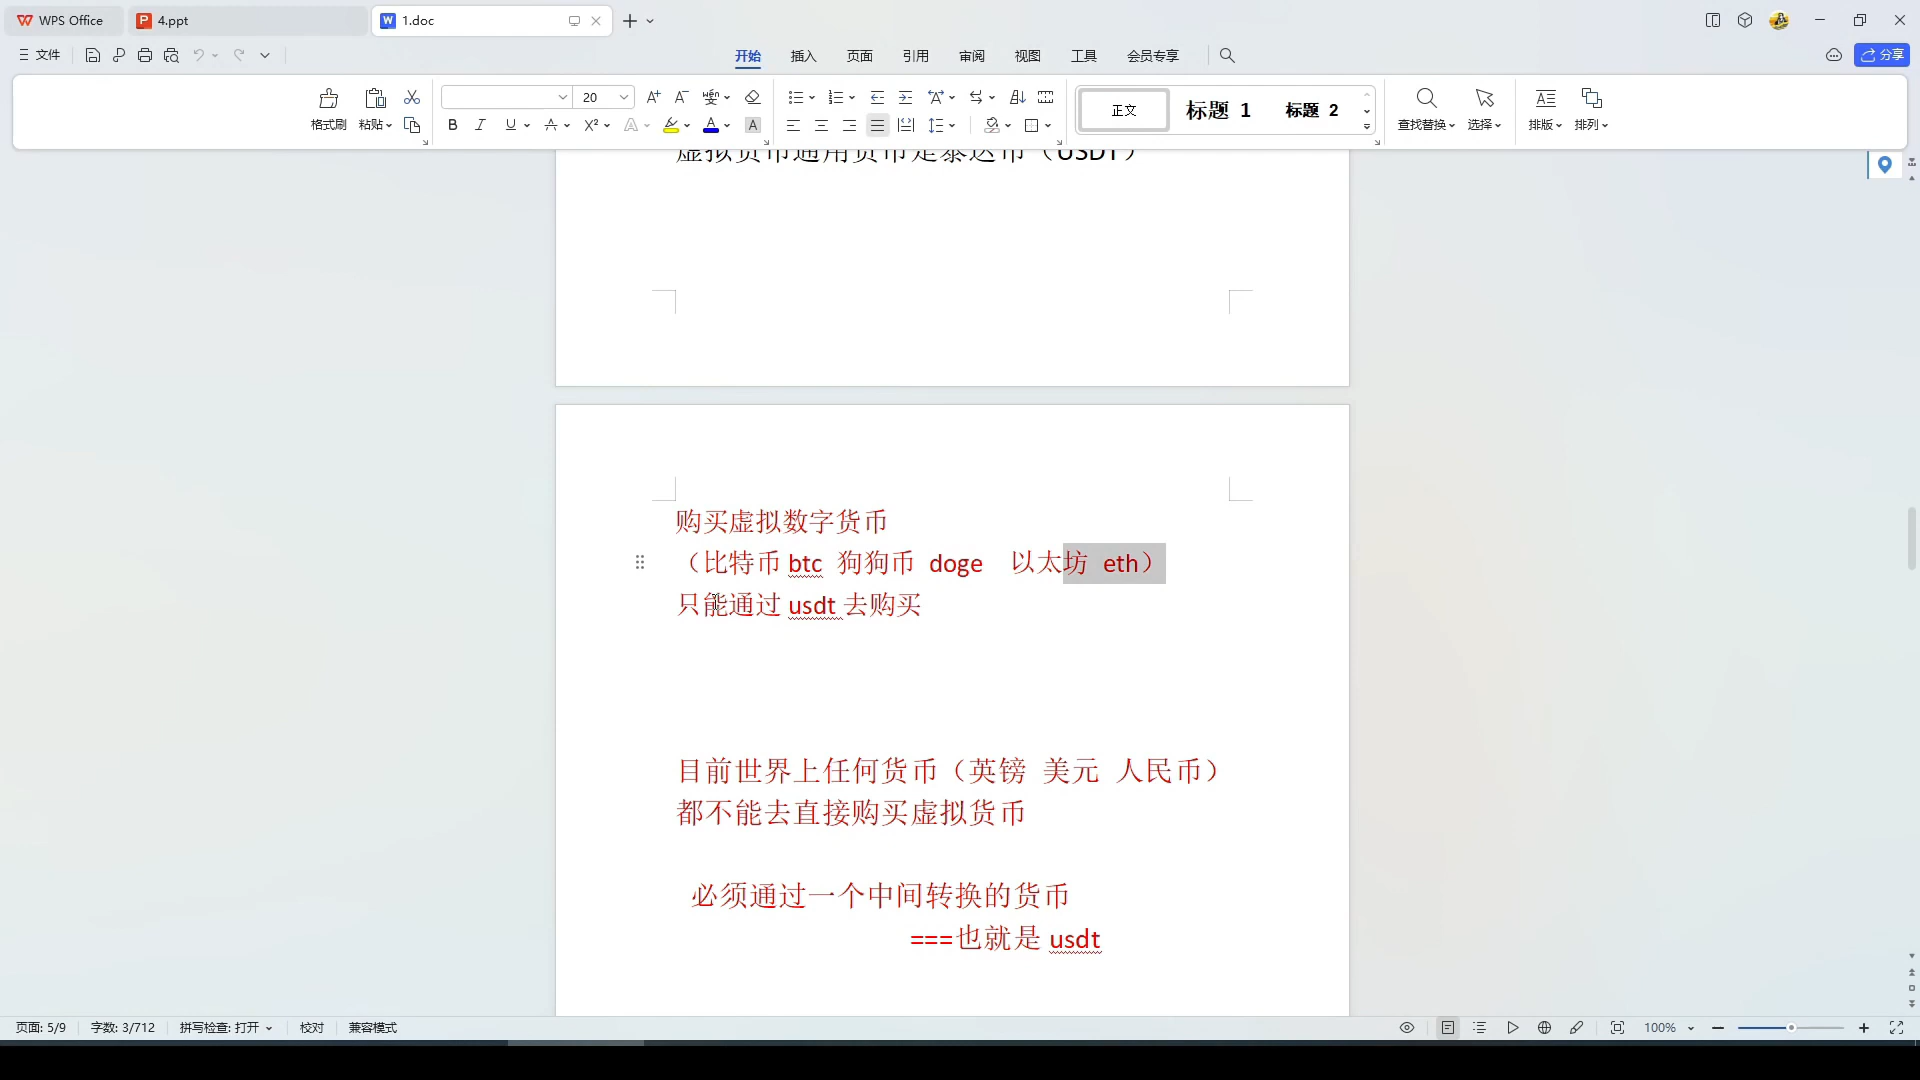 WPS Office
4.ppt
1.doc
文件
开始 插入 页面 引用 审阅 视图 工具 会员专享
分享
格式刷 粘贴
20
正文 标题 1 标题 2
查找替换 选择 排版 排列
虚拟货币通用货币是泰达币（USDT）
购买虚拟数字货币
（比特币 btc 狗狗币 doge 以太坊 eth）
只能通过 usdt 去购买
目前世界上任何货币（英镑 美元 人民币）
都不能去直接购买虚拟货币
必须通过一个中间转换的货币
===也就是 usdt
页面: 5/9 字数: 3/712 拼写检查: 打开 校对 兼容模式
100%